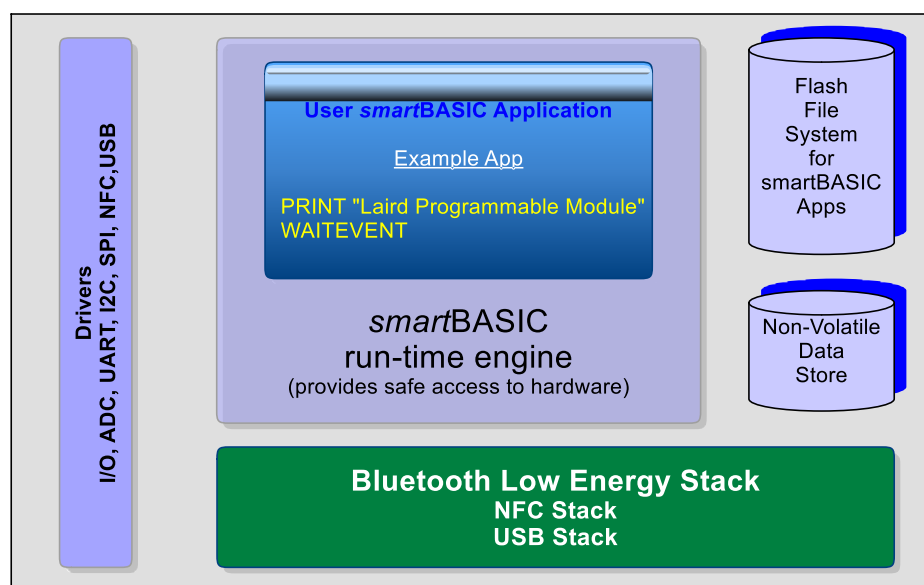 Drivers
I/O, ADC, UART, I2C, SPI, NFC,USB
User smartBASIC Application
Example App
PRINT "Laird Programmable Module"
WAITEVENT
smartBASIC
run-time engine
(provides safe access to hardware)
Flash
File
System
for
smartBASIC
Apps
Non-Volatile
Data
Store
Bluetooth Low Energy Stack
NFC Stack
USB Stack